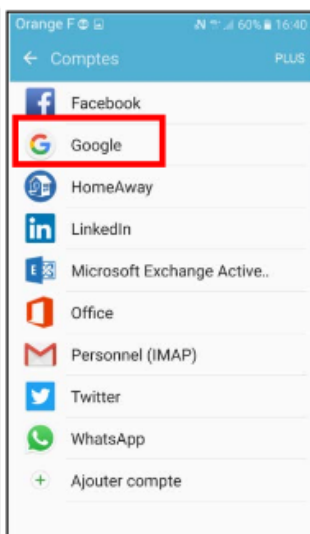 Orange F 60% 16:40
Comptes PLUS
Facebook
Google
HomeAway
LinkedIn
Microsoft Exchange Active..
Office
Personnel (IMAP)
Twitter
WhatsApp
Ajouter compte